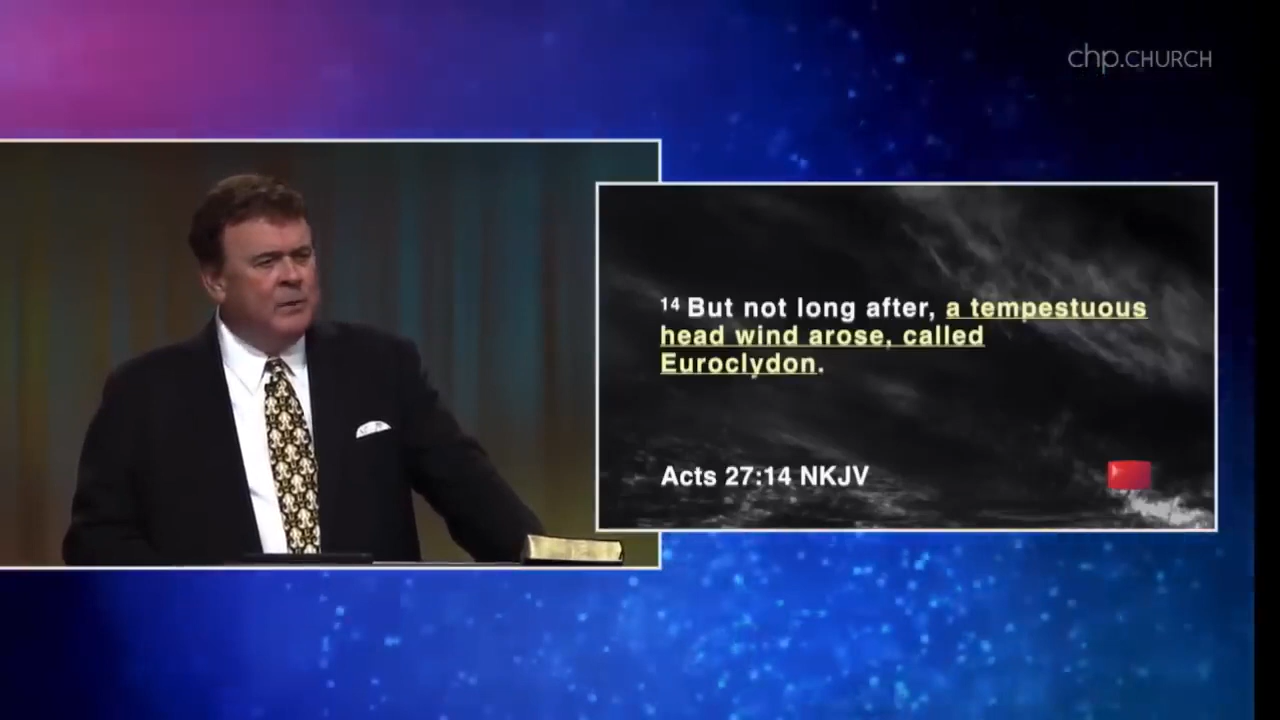 chp.CHURCH
14 But not long after, a tempestuous
head wind arose, called
Euroclydon.
Acts 27:14 NKJV